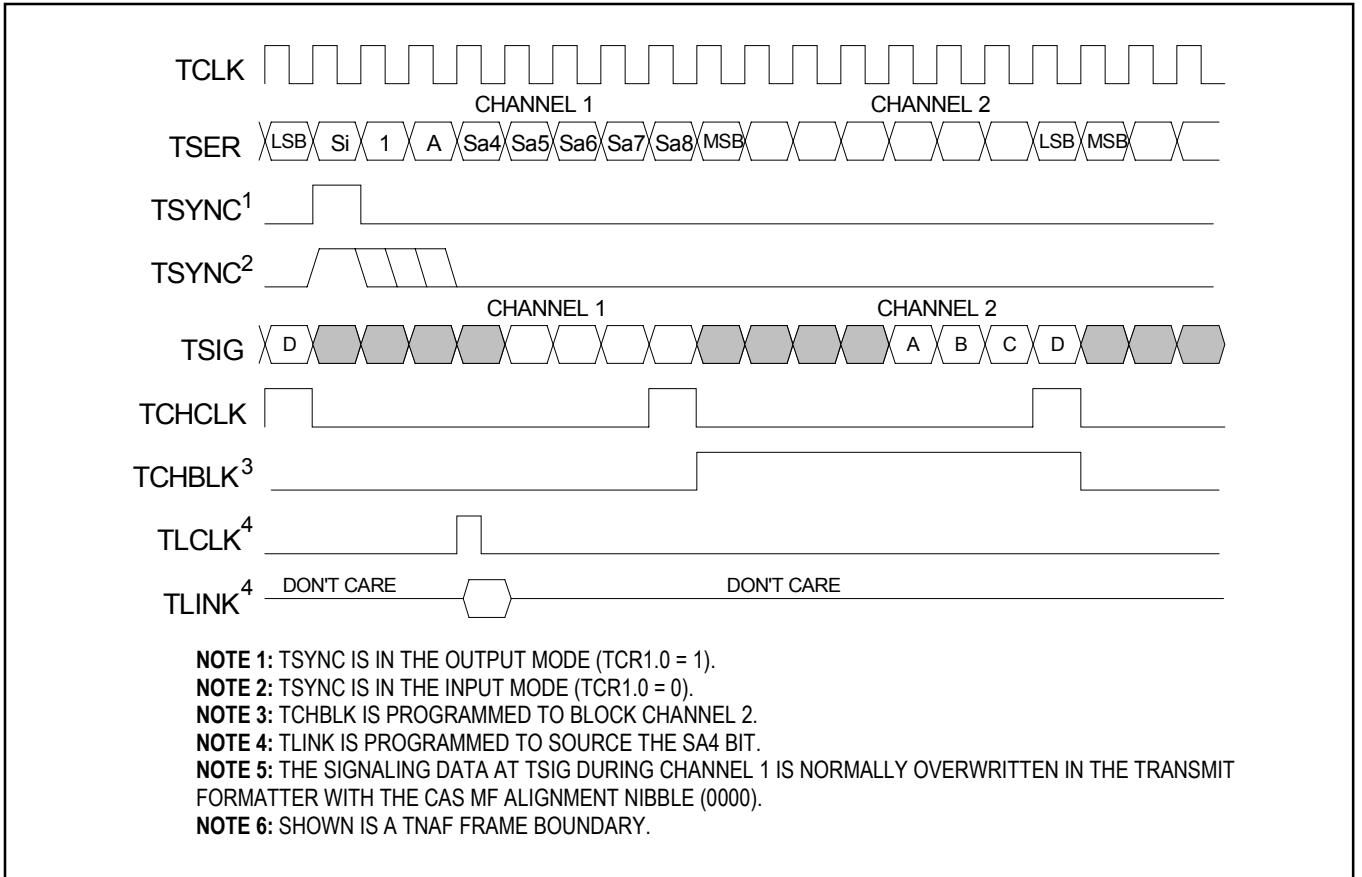 TCLK
CHANNEL 1 CHANNEL 2
TSER LSB Si 1 A Sa4 Sa5 Sa6 Sa7 Sa8 MSB LSB MSB
TSYNC1
TSYNC2
CHANNEL 1 CHANNEL 2
TSIG D A B C D
TCHCLK
TCHBLK3
TLCLK4
TLINK4 DON'T CARE DON'T CARE
NOTE 1: TSYNC IS IN THE OUTPUT MODE (TCR1.0 = 1).
NOTE 2: TSYNC IS IN THE INPUT MODE (TCR1.0 = 0).
NOTE 3: TCHBLK IS PROGRAMMED TO BLOCK CHANNEL 2.
NOTE 4: TLINK IS PROGRAMMED TO SOURCE THE SA4 BIT.
NOTE 5: THE SIGNALING DATA AT TSIG DURING CHANNEL 1 IS NORMALLY OVERWRITTEN IN THE TRANSMIT
FORMATTER WITH THE CAS MF ALIGNMENT NIBBLE (0000).
NOTE 6: SHOWN IS A TNAF FRAME BOUNDARY.